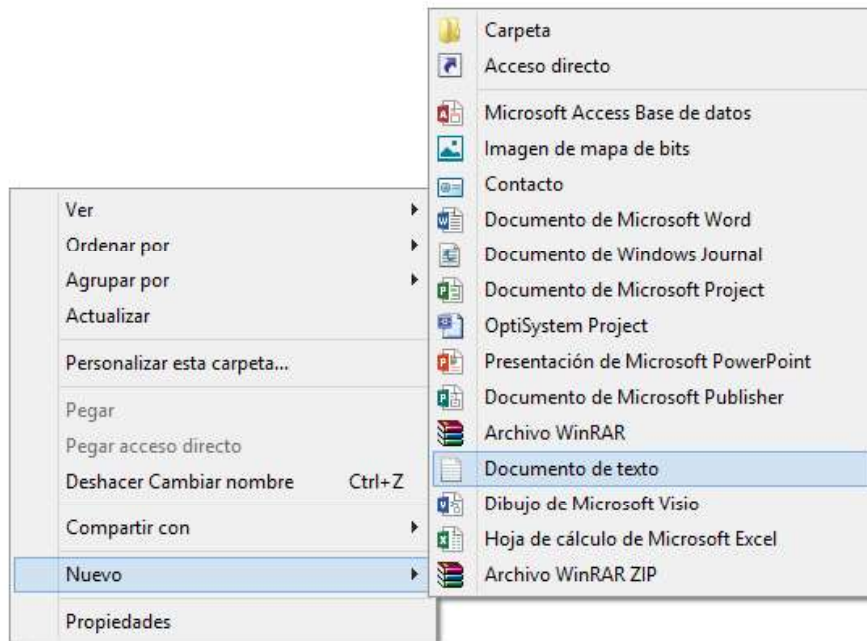 Carpeta
Acceso directo
Microsoft Access Base de datos
Imagen de mapa de bits
Contacto
Documento de Microsoft Word
Documento de Windows Journal
Documento de Microsoft Project
OptiSystem Project
Presentación de Microsoft PowerPoint
Documento de Microsoft Publisher
Archivo WinRAR
Documento de texto
Dibujo de Microsoft Visio
Hoja de cálculo de Microsoft Excel
Archivo WinRAR ZIP
Ver
Ordenar por
Agrupar por
Actualizar
Personalizar esta carpeta...
Pegar
Pegar acceso directo
Deshacer Cambiar nombre Ctrl+Z
Compartir con
Nuevo
Propiedades